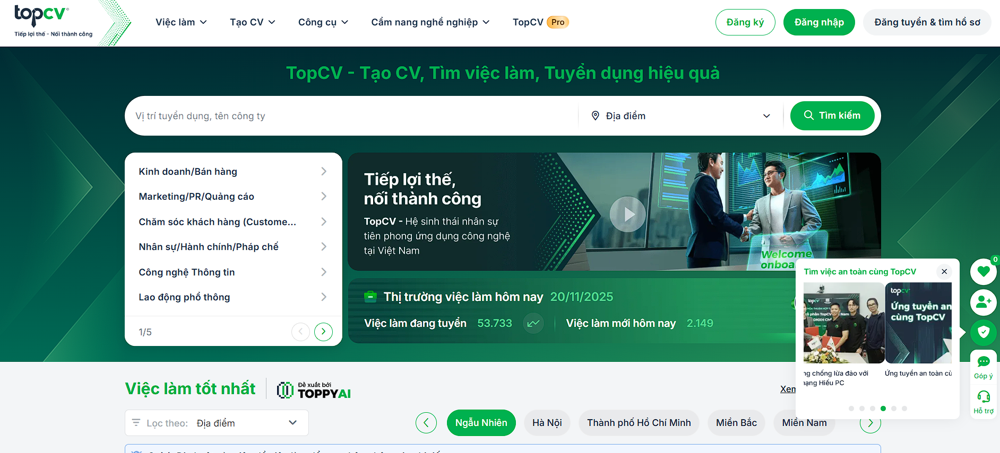 topcv
Tiếp lợi thế - Nối thành công
Việc làm
Tạo CV
Công cụ
Cẩm nang nghề nghiệp
TopCV Pro
Đăng ký
Đăng nhập
Đăng tuyển & tìm hồ sơ
TopCV - Tạo CV, Tìm việc làm, Tuyển dụng hiệu quả
Vị trí tuyển dụng, tên công ty
Địa điểm
Tìm kiếm
Kinh doanh/Bán hàng
Marketing/PR/Quảng cáo
Chăm sóc khách hàng (Custome...
Nhân sự/Hành chính/Pháp chế
Công nghệ Thông tin
Lao động phổ thông
1/5
Tiếp lợi thế,
nối thành công
TopCV - Hệ sinh thái nhân sự
tiên phong ứng dụng công nghệ
tại Việt Nam
Welcome
Thị trường việc làm hôm nay 20/11/2025
Việc làm đang tuyển 53.733
Việc làm mới hôm nay 2.149
Tìm việc an toàn cùng TopCV
topcv
Ứng tuyển an
cùng TopCV
ng chống lừa đảo với
mạng Hiếu PC
Ứng tuyển an toàn cù
0
Góp ý
Hỗ trợ
Việc làm tốt nhất
Đề xuất bởi
TOPPYAI
Xem
Lọc theo: Địa điểm
Ngẫu Nhiên
Hà Nội
Thành phố Hồ Chí Minh
Miền Bắc
Miền Nam